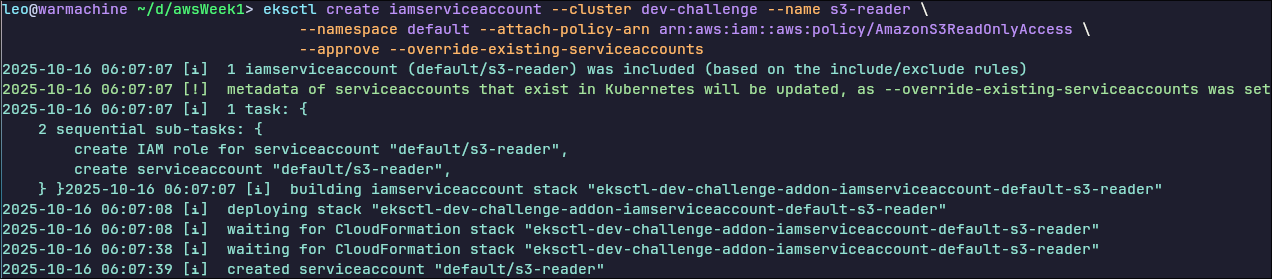 leo@warmachine ~/d/awsWeek1> eksctl create iamserviceaccount --cluster dev-challenge --name s3-reader \
--namespace default --attach-policy-arn arn:aws:iam::aws:policy/AmazonS3ReadOnlyAccess \
--approve --override-existing-serviceaccounts
2025-10-16 06:07:07 [ℹ]  1 iamserviceaccount (default/s3-reader) was included (based on the include/exclude rules)
2025-10-16 06:07:07 [!]  metadata of serviceaccounts that exist in Kubernetes will be updated, as --override-existing-serviceaccounts was set
2025-10-16 06:07:07 [ℹ]  1 task: {
    2 sequential sub-tasks: {
        create IAM role for serviceaccount "default/s3-reader",
        create serviceaccount "default/s3-reader",
    } }2025-10-16 06:07:07 [ℹ]  building iamserviceaccount stack "eksctl-dev-challenge-addon-iamserviceaccount-default-s3-reader"
2025-10-16 06:07:08 [ℹ]  deploying stack "eksctl-dev-challenge-addon-iamserviceaccount-default-s3-reader"
2025-10-16 06:07:08 [ℹ]  waiting for CloudFormation stack "eksctl-dev-challenge-addon-iamserviceaccount-default-s3-reader"
2025-10-16 06:07:38 [ℹ]  waiting for CloudFormation stack "eksctl-dev-challenge-addon-iamserviceaccount-default-s3-reader"
2025-10-16 06:07:39 [ℹ]  created serviceaccount "default/s3-reader"